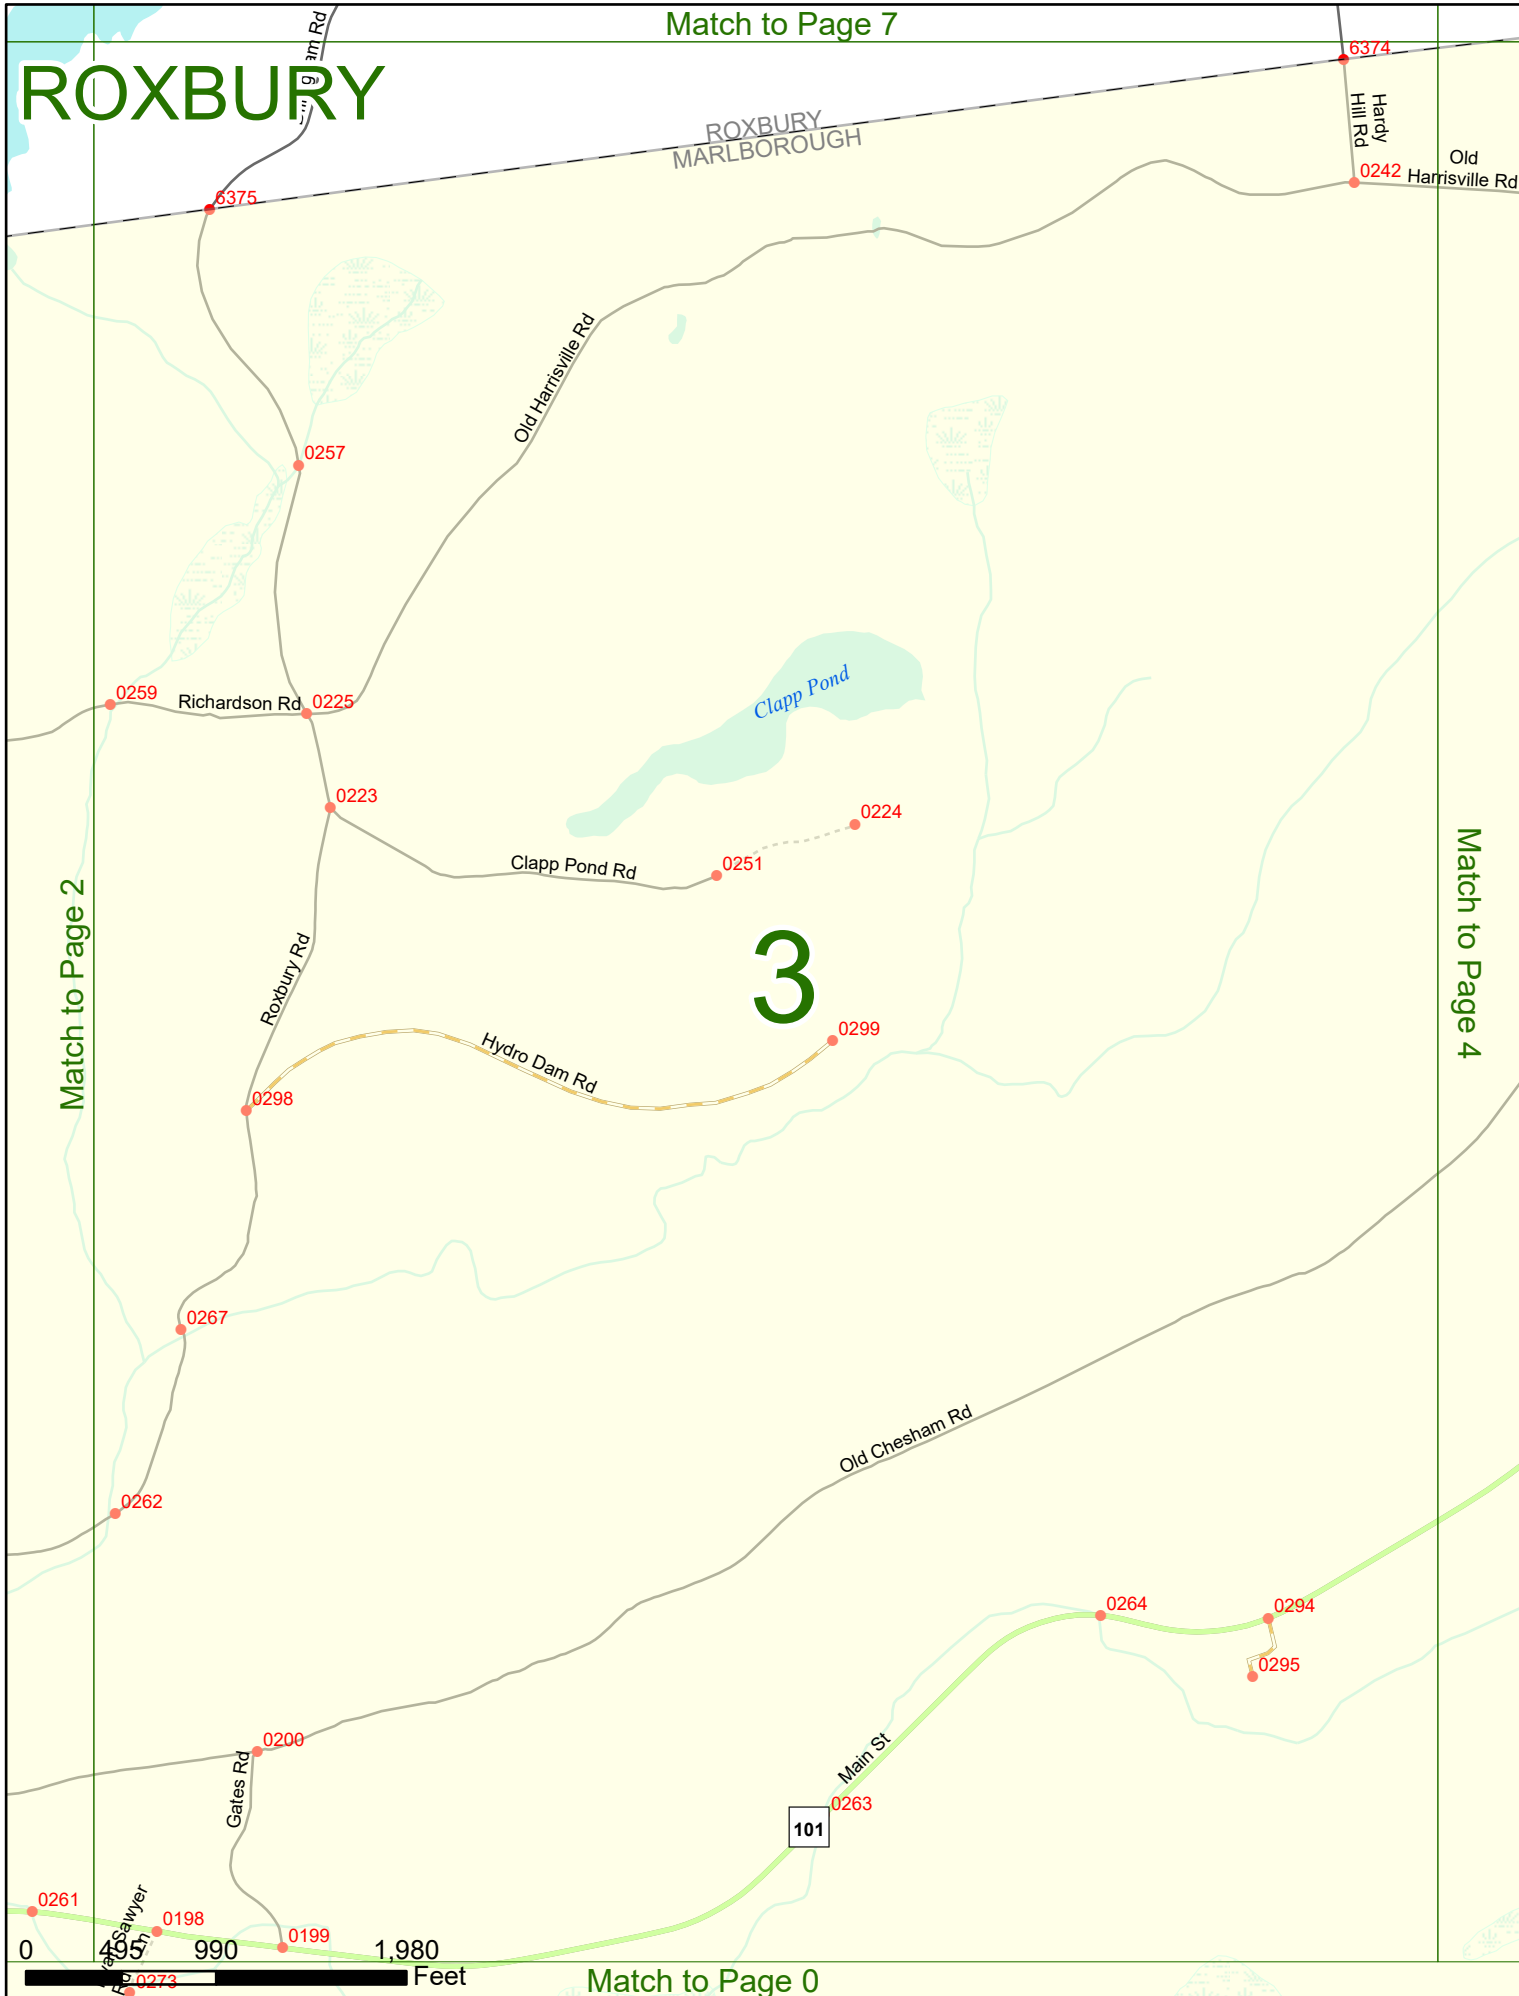 Match to Page 7
ROXBURY
6374
ROXBURY
MARLBOROUGH
Hardy
Hill Rd
Old
Harrisville Rd
0242
6375
Old Harrisville Rd
0257
0259
Richardson Rd
0225
Clapp Pond
0223
0224
Clapp Pond Rd
0251
Match to Page 2
Match to Page 4
Roxbury Rd
3
0299
Hydro Dam Rd
0298
0267
Old Chesham Rd
0262
0264
0294
0295
0200
Gates Rd
Main St
0263
101
0261
0198
0199
Sawyer
0 495 990 1,980
Feet
Rd
0273
Match to Page 0